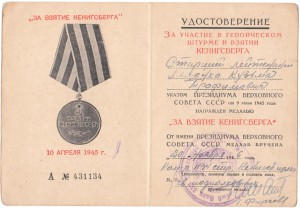 "ЗА ВЗЯТИЕ КЕНИГСБЕРГА"
10 АПРЕЛЯ 1945 г.
А № 431134
УДОСТОВЕРЕНИЕ
ЗА УЧАСТИЕ В ГЕРОИЧЕСКОМ
ШТУРМЕ И ВЗЯТИИ
КЕНИГСБЕРГА
Старший лейтенант
Кузьма
Трофимович
УКАЗОМ ПРЕЗИДИУМА ВЕРХОВНОГО
СОВЕТА СССР от 9 июня 1945 года
НАГРАЖДЕН МЕДАЛЬЮ
"ЗА ВЗЯТИЕ КЕНИГСБЕРГА"
От имени ПРЕЗИДИУМА ВЕРХОВНОГО
СОВЕТА СССР МЕДАЛЬ ВРУЧЕНА